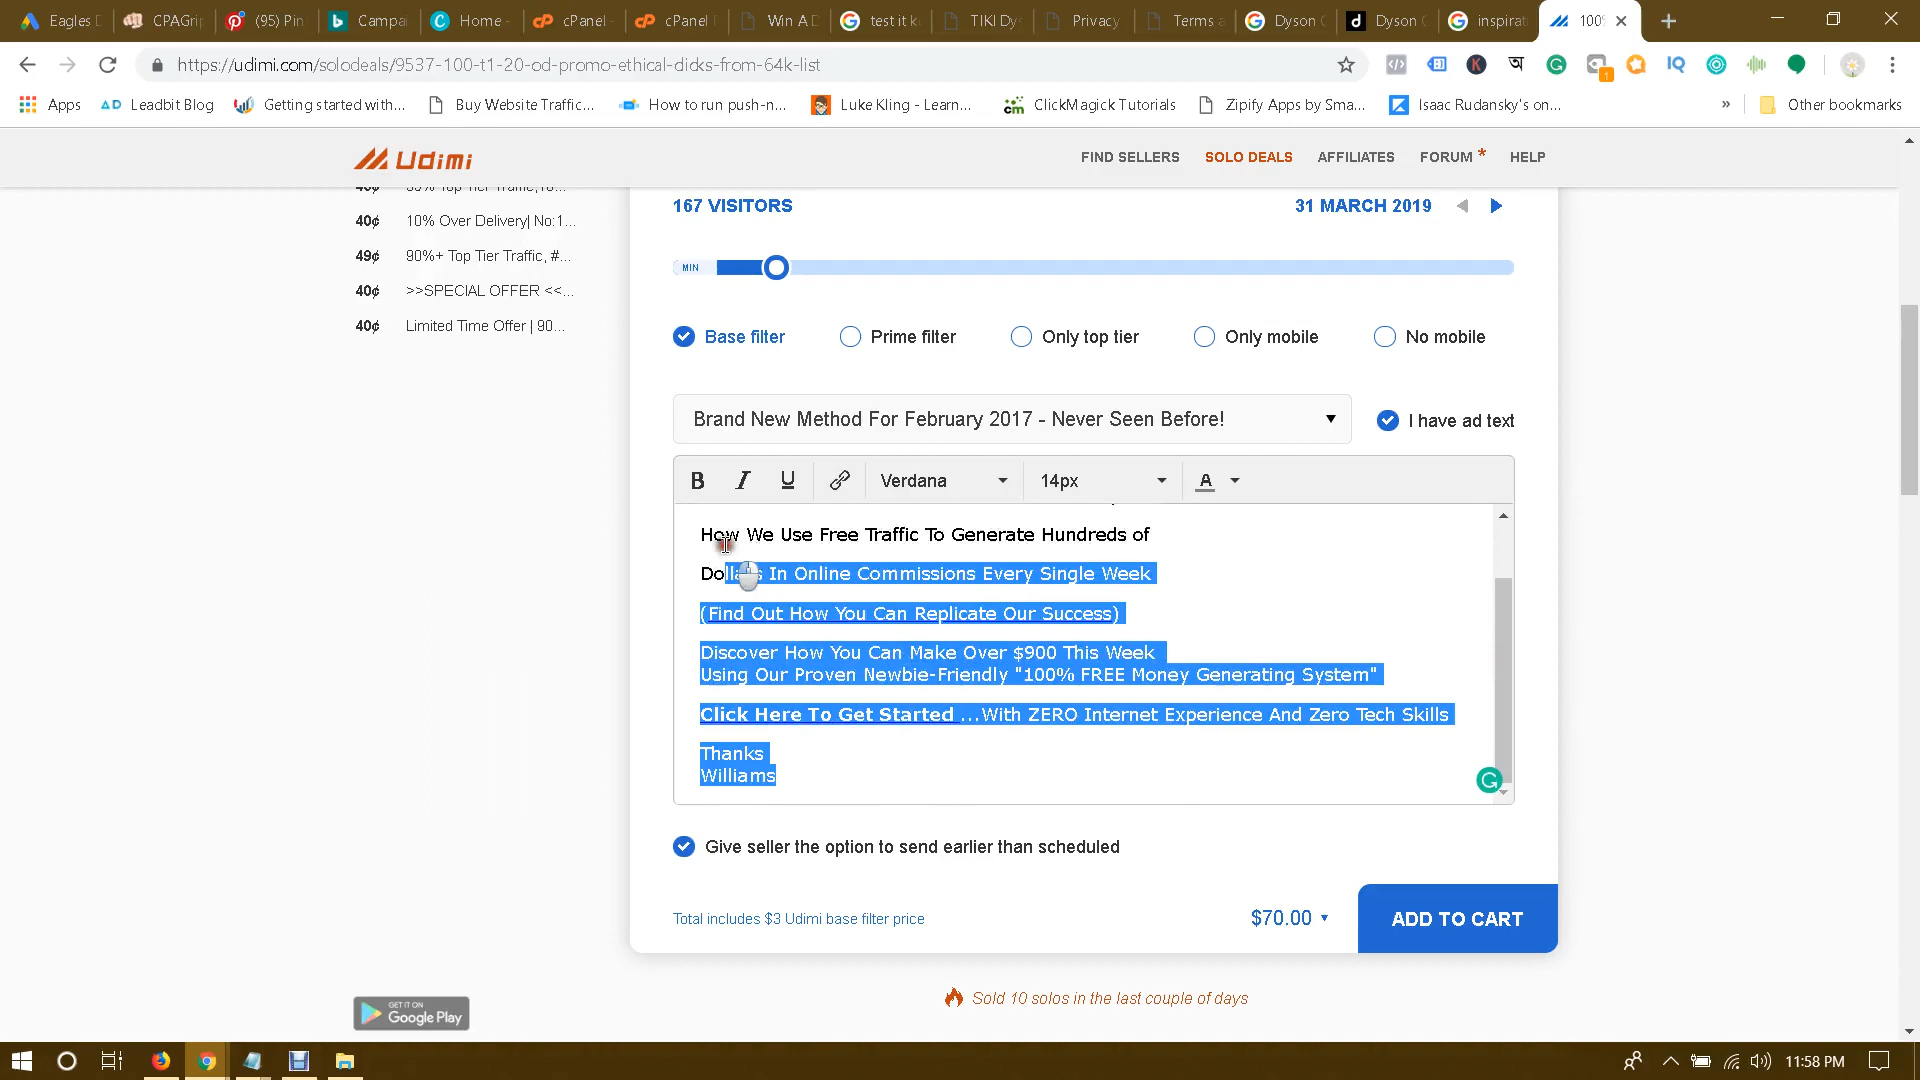 Eagles D
CPAGrip
(95) Pin
Campai
Home -
cPanel -
cPanel F
Win A D
test it k
TIKI Dys
Privacy
Terms a
Dyson C
Dyson C
inspirat
100%
https://udimi.com/solodeals/9537-100-t1-20-od-promo-ethical-clicks-from-64k-list
Apps
Leadbit Blog
Getting started with...
Buy Website Traffic...
How to run push-n...
Luke Kling - Learn...
ClickMagick Tutorials
Zipify Apps by Sma...
Isaac Rudansky's on...
»
Other bookmarks
Udimi
FIND SELLERS
SOLO DEALS
AFFILIATES
FORUM *
HELP
40¢ 10% Over Delivery| No:1...
49¢ 90%+ Top Tier Traffic, #...
40¢ >>SPECIAL OFFER <<...
40¢ Limited Time Offer | 90...
167 VISITORS
31 MARCH 2019
MIN
Base filter
Prime filter
Only top tier
Only mobile
No mobile
Brand New Method For February 2017 - Never Seen Before!
I have ad text
B I U
Verdana
14px
A
How We Use Free Traffic To Generate Hundreds of
Dollars In Online Commissions Every Single Week
(Find Out How You Can Replicate Our Success)
Discover How You Can Make Over $900 This Week
Using Our Proven Newbie-Friendly "100% FREE Money Generating System"
Click Here To Get Started ...With ZERO Internet Experience And Zero Tech Skills
Thanks
Williams
Give seller the option to send earlier than scheduled
Total includes $3 Udimi base filter price
$70.00
ADD TO CART
Sold 10 solos in the last couple of days
GET IT ON
Google Play
11:58 PM